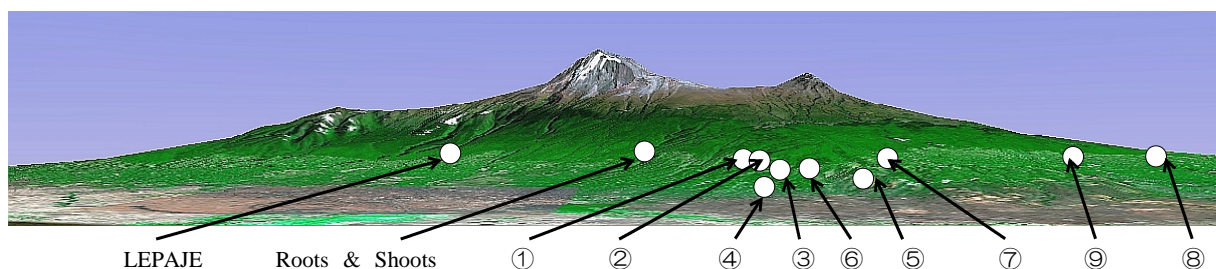 LEPAJE Roots & Shoots ① ② ④ ③ ⑥ ⑤ ⑦ ⑨ ⑧